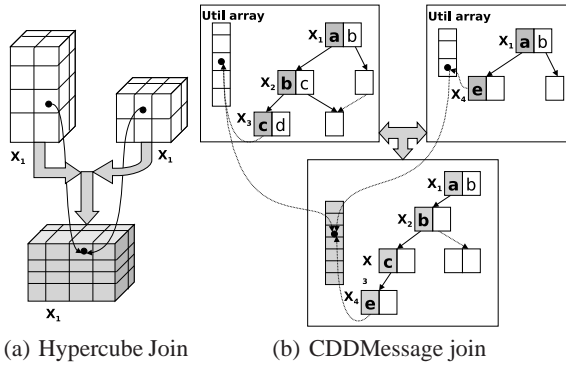 Util array
X1 a b
X2 b c
X3 c d
Util array
X1 a b
X4 e
X1
X1
X1
X1 a b
X2 b
X c
3
X4 e
(a) Hypercube Join
(b) CDDMessage join